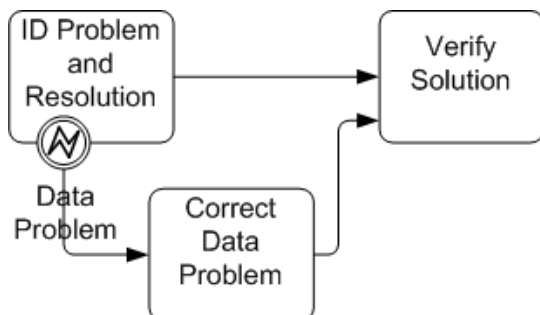 ID Problem
and
Resolution
Verify
Solution
Data
Problem
Correct
Data
Problem